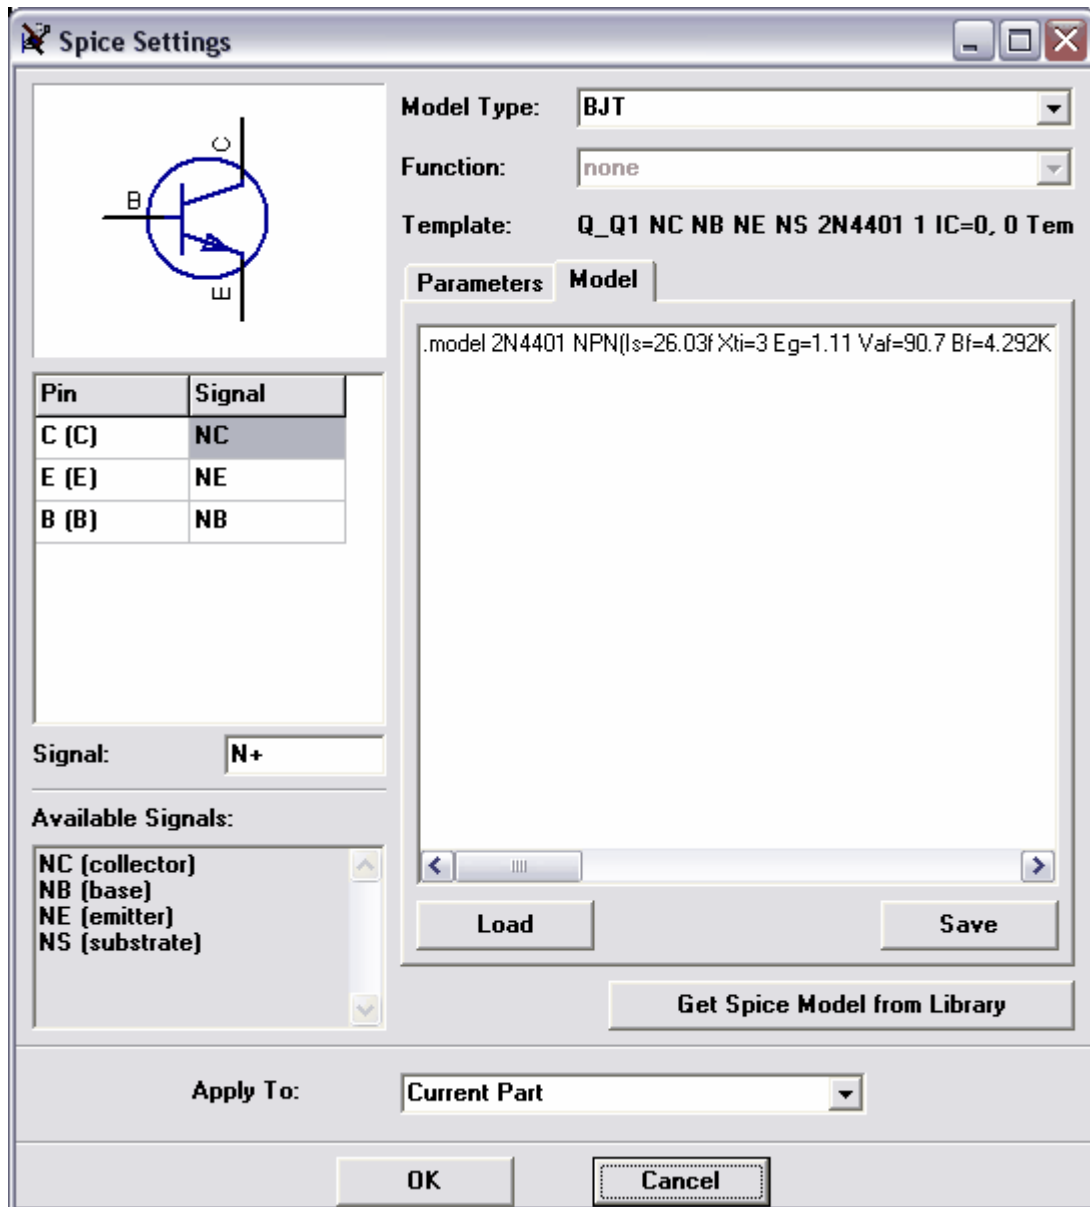 Spice Settings
C
B
E
Model Type: BJT
Function: none
Template: Q_Q1 NC NB NE NS 2N4401 1 IC=0, 0 Tem
Parameters Model
.model 2N4401 NPN(Is=26.03f Xti=3 Eg=1.11 Vaf=90.7 Bf=4.292K
Pin Signal
C (C) NC
E (E) NE
B (B) NB
Signal: N+
Available Signals:
NC (collector)
NB (base)
NE (emitter)
NS (substrate)
Load Save
Get Spice Model from Library
Apply To: Current Part
OK Cancel